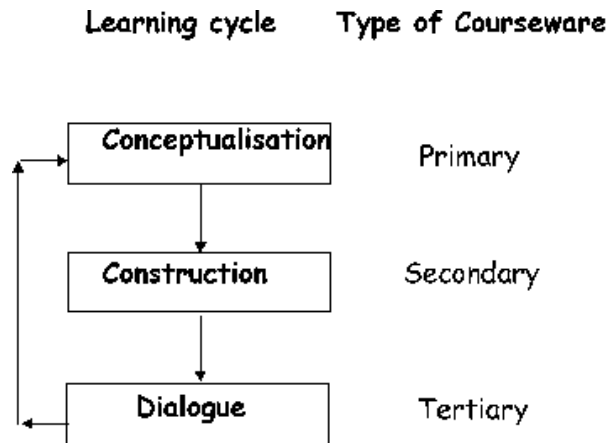 Learning cycle Type of Courseware
Conceptualisation Primary
Construction Secondary
Dialogue Tertiary